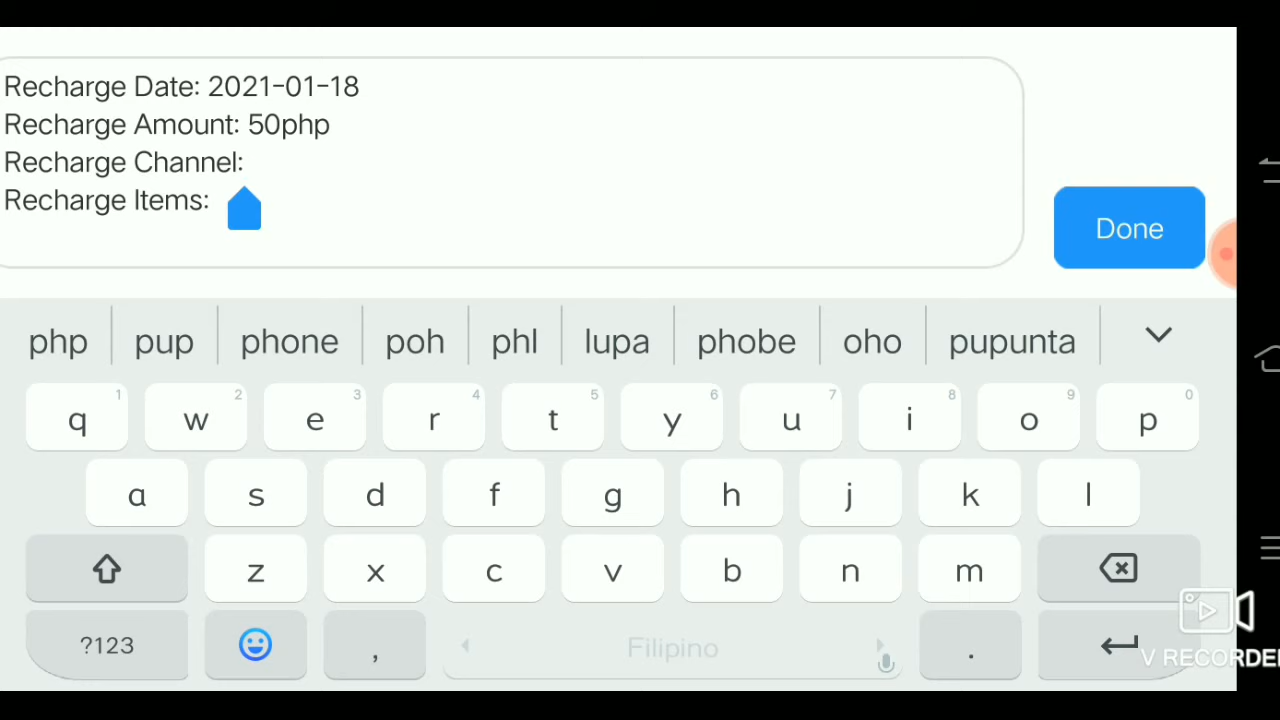 Recharge Date: 2021-01-18
Recharge Amount: 50php
Recharge Channel:
Recharge Items:
Done
php pup phone poh phl lupa phobe oho pupunta
1 2 3 4 5 6 7 8 9 0
q w e r t y u i o p
a s d f g h j k l
z x c v b n m
?123 , Filipino .
V RECORDER